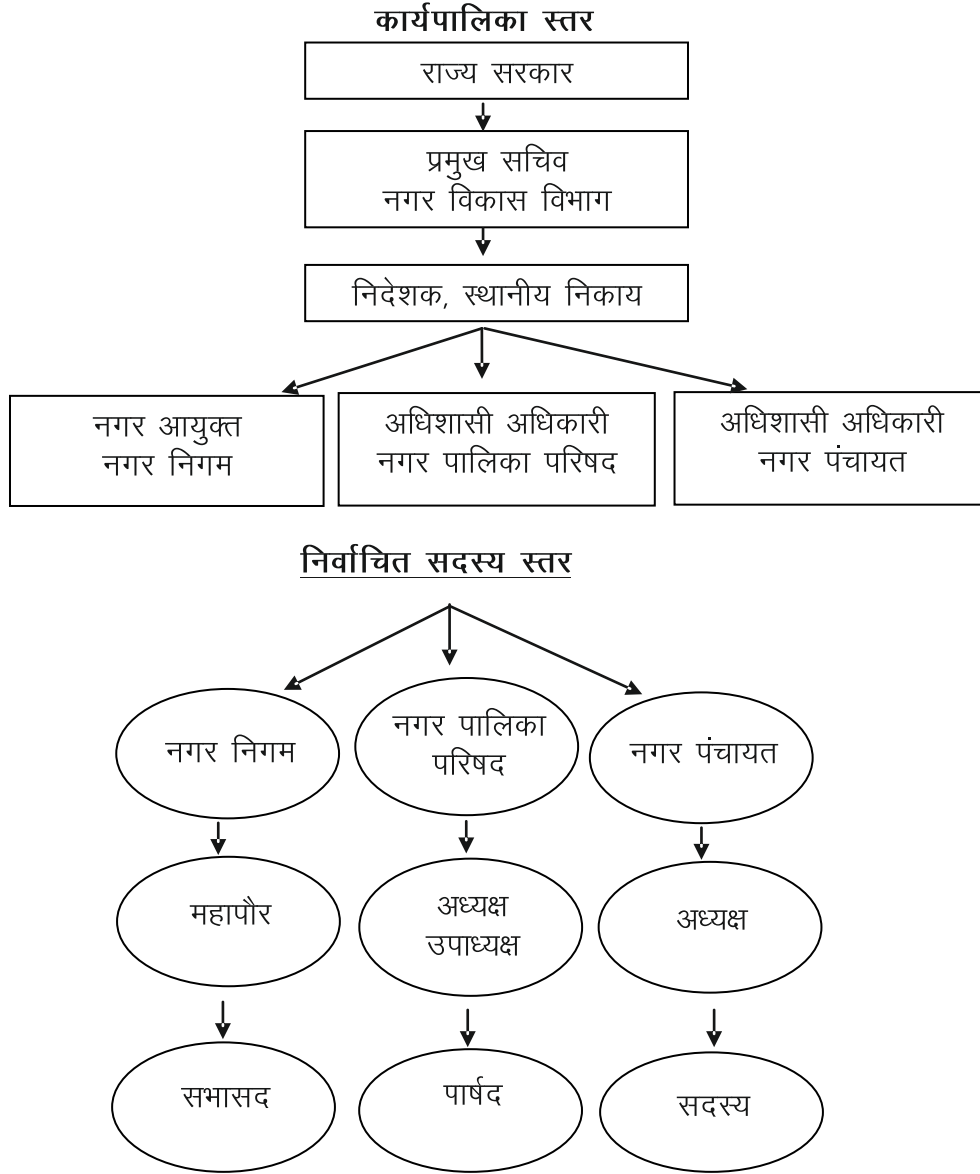 कार्यपालिका स्तर
राज्य सरकार
प्रमुख सचिव
नगर विकास विभाग
निदेशक, स्थानीय निकाय
नगर आयुक्त
नगर निगम
अधिशासी अधिकारी
नगर पालिका परिषद
अधिशासी अधिकारी
नगर पंचायत
निर्वाचित सदस्य स्तर
नगर निगम
नगर पालिका
परिषद
नगर पंचायत
महापौर
अध्यक्ष
उपाध्यक्ष
अध्यक्ष
सभासद
पार्षद
सदस्य